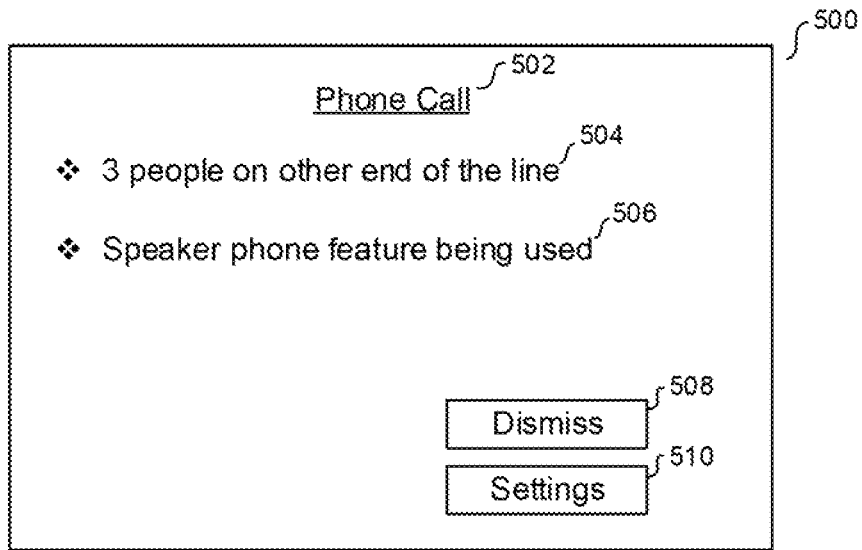 500
Phone Call 502
❖ 3 people on other end of the line 504
❖ Speaker phone feature being used 506
508
Dismiss
510
Settings